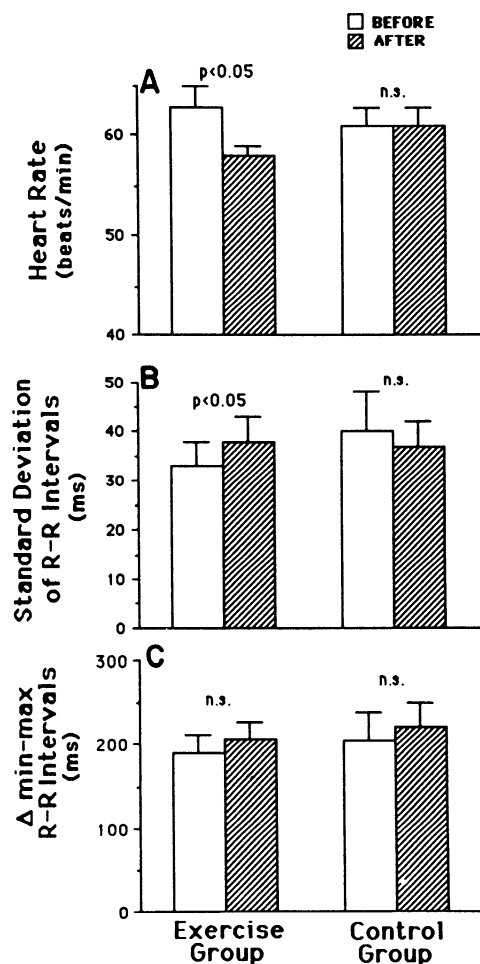 BEFORE
AFTER
A
p<0.05
n.s.
Heart Rate
(beats/min)
60
50
40
B
p<0.05
n.s.
Standard Deviation
of R-R Intervals
(ms)
50
40
30
20
10
0
C
n.s.
n.s.
Δ min-max
R-R Intervals
(ms)
300
200
100
0
Exercise
Group
Control
Group